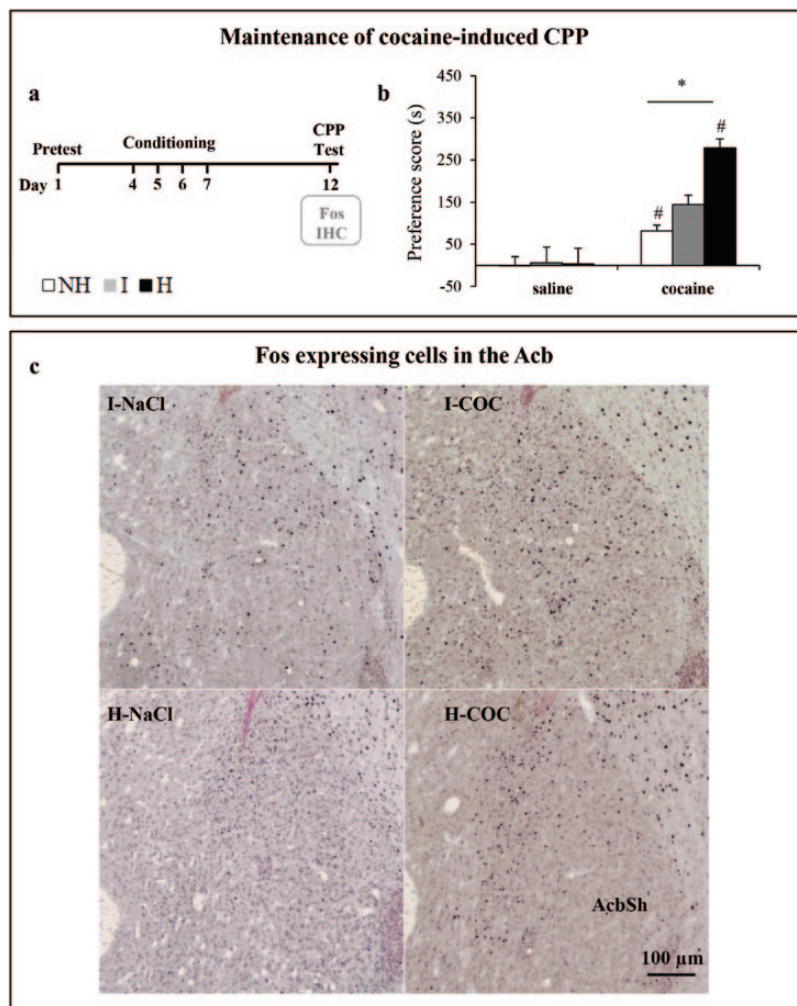 Maintenance of cocaine-induced CPP
a
Pretest Conditioning CPP Test
Day 1 4 5 6 7 12
Fos
IHC
NH I H
b
Preference score (s)
450
350
250
150
50
-50
*
#
#
saline cocaine
Fos expressing cells in the Acb
c
I-NaCl I-COC
H-NaCl H-COC
AcbSh
100 µm